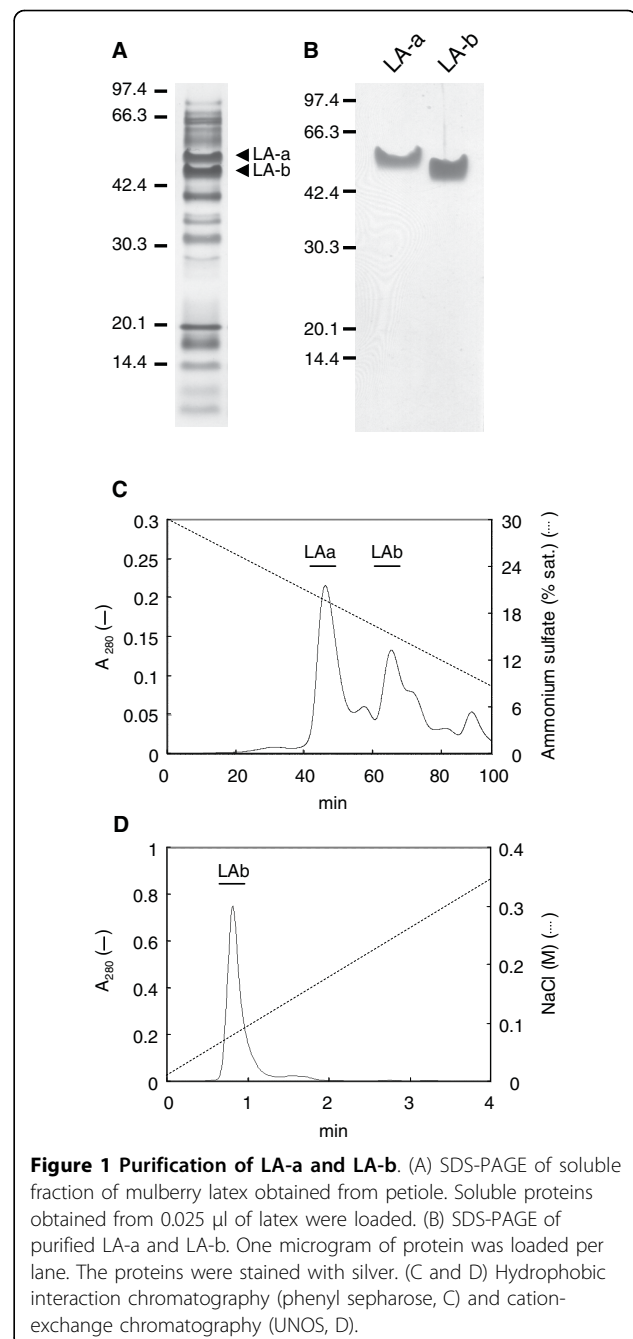 A
B
LA-a
LA-b
97.4
66.3
42.4
30.3
20.1
14.4
LA-a
LA-b
97.4
66.3
42.4
30.3
20.1
14.4
C
0.3
0.25
0.2
0.15
0.1
0.05
0
A 280 (—)
LAa
LAb
30
24
18
12
6
0
Ammonium sulfate (% sat.) (....)
0
20
40
60
80
100
min
D
1
0.8
0.6
0.4
0.2
0
A280 (—)
LAb
0.4
0.3
0.2
0.1
0
NaCl (M) (....)
0
1
2
3
4
min
Figure 1 Purification of LA-a and LA-b. (A) SDS-PAGE of soluble
fraction of mulberry latex obtained from petiole. Soluble proteins
obtained from 0.025 μl of latex were loaded. (B) SDS-PAGE of
purified LA-a and LA-b. One microgram of protein was loaded per
lane. The proteins were stained with silver. (C and D) Hydrophobic
interaction chromatography (phenyl sepharose, C) and cation-
exchange chromatography (UNOS, D).